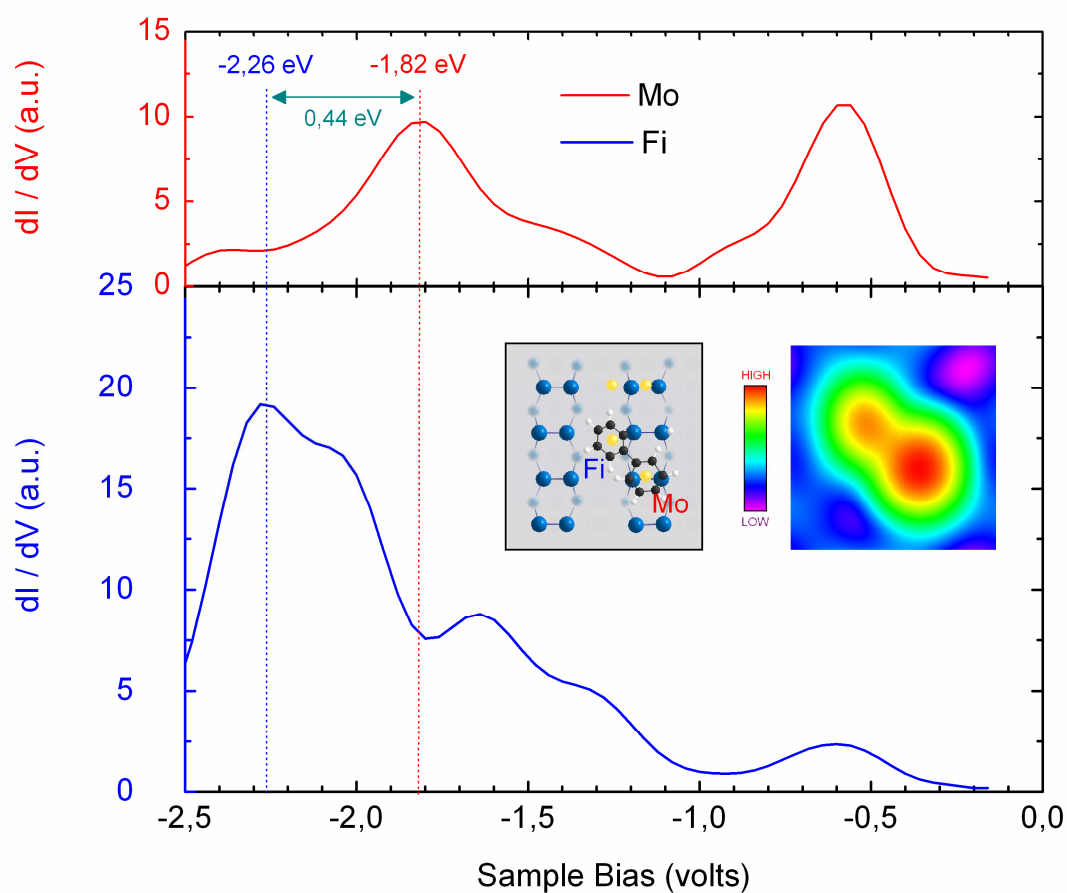 15
-2,26 eV
-1,82 eV
Mo
10
0,44 eV
Fi
dI / dV (a.u.)
5
0
25
20
HIGH
15
Fi
Mo
LOW
dI / dV (a.u.)
10
5
0
-2,5
-2,0
-1,5
-1,0
-0,5
0,0
Sample Bias (volts)